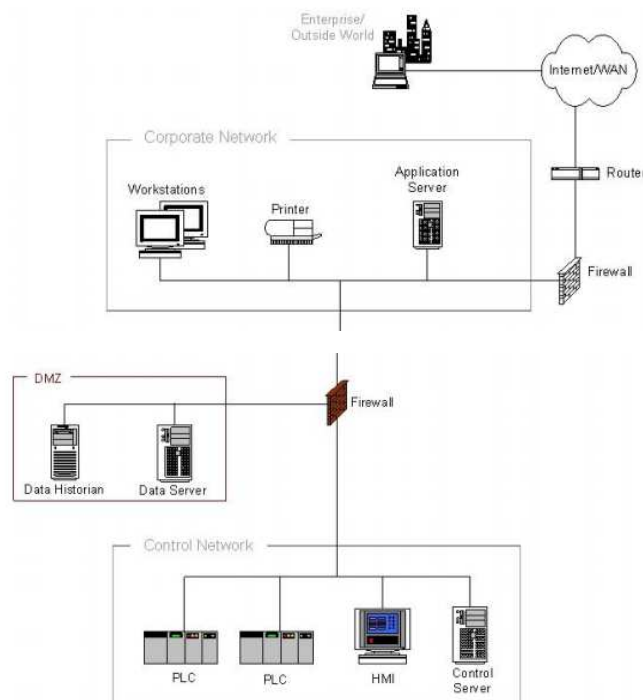 Enterprise/
Outside World
Internet/WAN
Corporate Network
Workstations
Printer
Application
Server
Router
Firewall
DMZ
Firewall
Data Historian
Data Server
Control Network
PLC
PLC
HMI
Control
Server